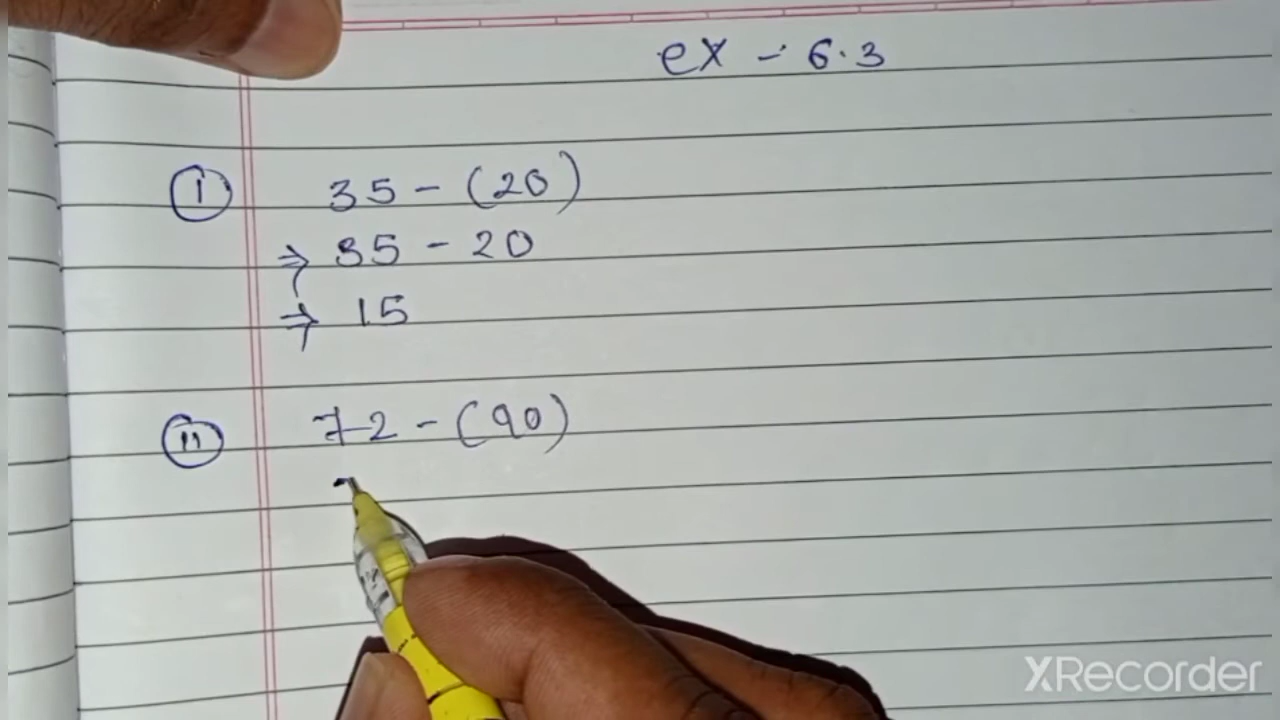 ex - 6.3
(i) 35 - (20)
⇒ 35 - 20
⇒ 15
(ii) 72 - (90)
XRecorder